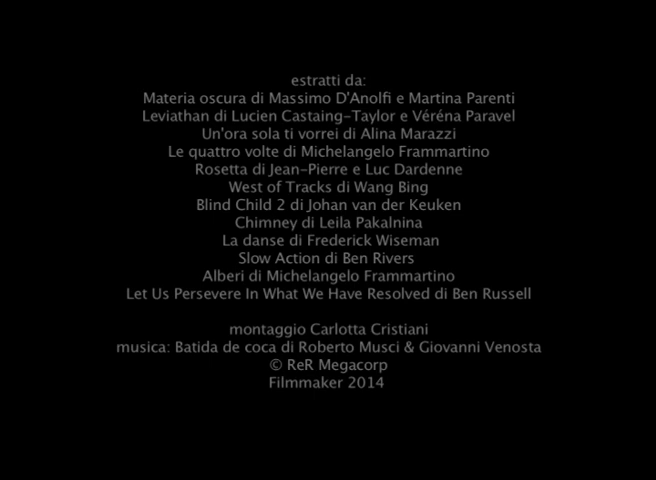 estratti da:
Materia oscura di Massimo D'Anolfi e Martina Parenti
Leviathan di Lucien Castaing-Taylor e Véréna Paravel
Un'ora sola ti vorrei di Alina Marazzi
Le quattro volte di Michelangelo Frammartino
Rosetta di Jean-Pierre e Luc Dardenne
West of Tracks di Wang Bing
Blind Child 2 di Johan van der Keuken
Chimney di Leila Pakalnina
La danse di Frederick Wiseman
Slow Action di Ben Rivers
Alberi di Michelangelo Frammartino
Let Us Persevere In What We Have Resolved di Ben Russell
montaggio Carlotta Cristiani
musica: Batida de coca di Roberto Musci & Giovanni Venosta
© ReR Megacorp
Filmmaker 2014